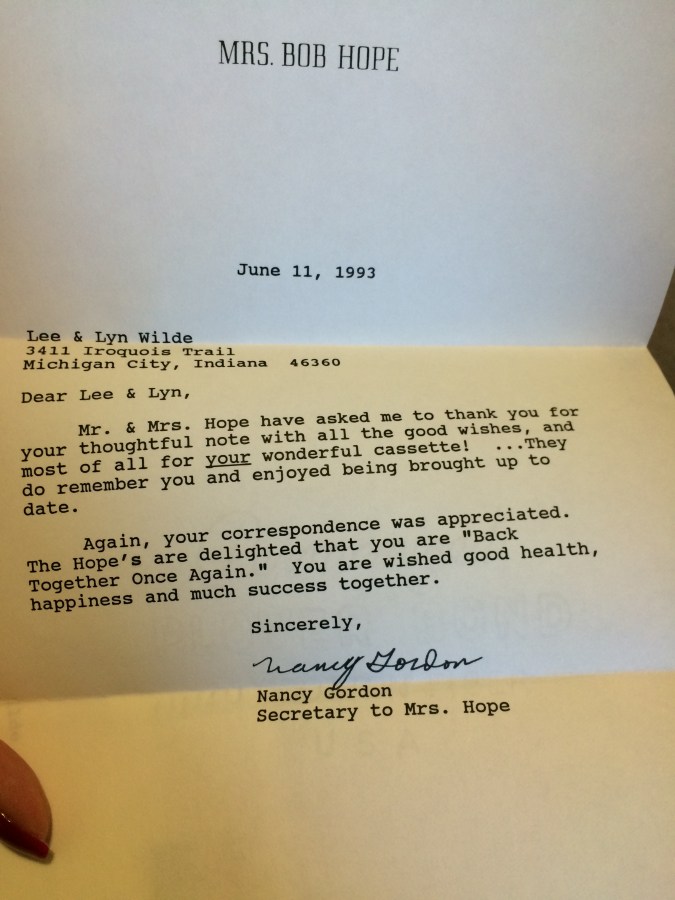 MRS. BOB HOPE
June 11, 1993
Lee & Lyn Wilde
3411 Iroquois Trail
Michigan City, Indiana 46360
Dear Lee & Lyn,
Mr. & Mrs. Hope have asked me to thank you for
your thoughtful note with all the good wishes, and
most of all for your wonderful cassette! ...They
do remember you and enjoyed being brought up to
date.
Again, your correspondence was appreciated.
The Hope's are delighted that you are "Back
Together Once Again." You are wished good health,
happiness and much success together.
Sincerely,
Nancy Gordon
Nancy Gordon
Secretary to Mrs. Hope